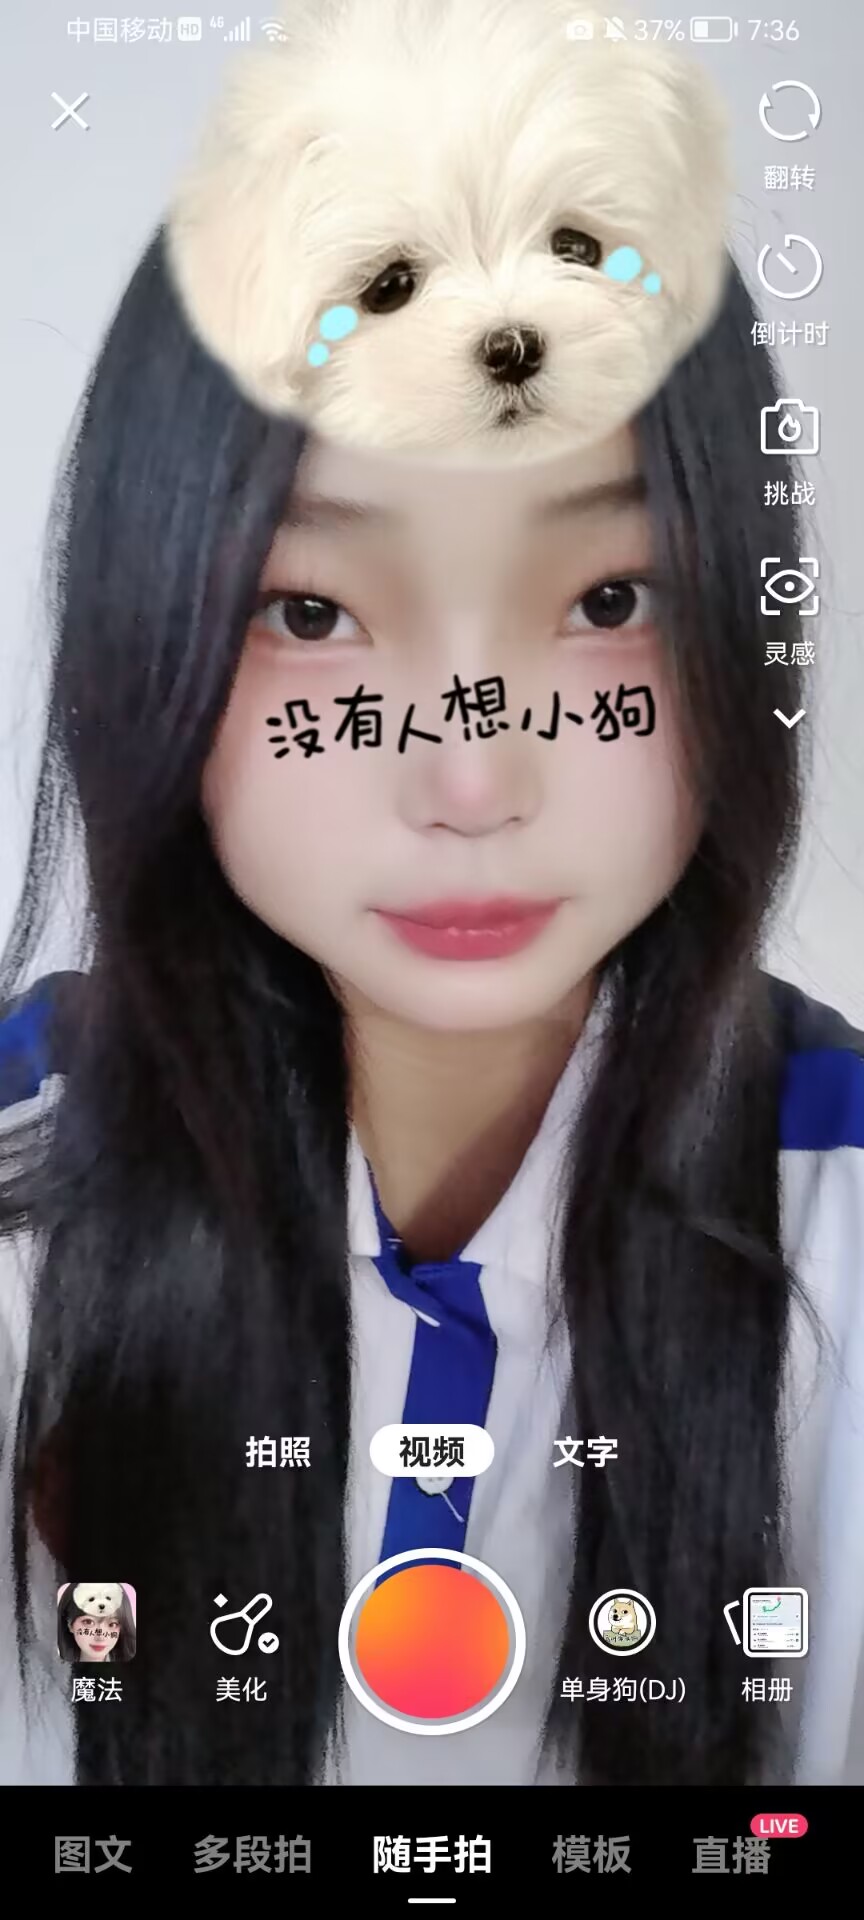 中国移动 HD 4G 37% 7:36
翻转
倒计时
挑战
灵感
没有人想小狗
拍照 视频 文字
魔法 美化 单身狗(DJ) 相册
LIVE
图文 多段拍 随手拍 模板 直播